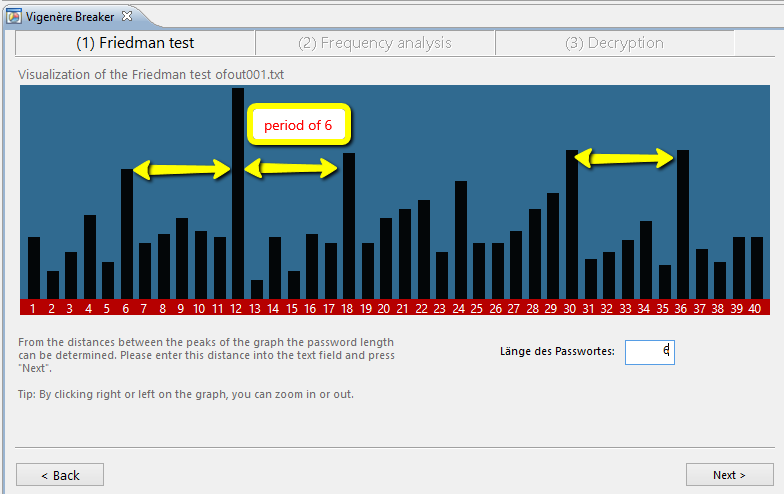 Vigenère Breaker
(1) Friedman test
(2) Frequency analysis
(3) Decryption
Visualization of the Friedman test ofout001.txt
period of 6
1 2 3 4 5 6 7 8 9 10 11 12 13 14 15 16 17 18 19 20 21 22 23 24 25 26 27 28 29 30 31 32 33 34 35 36 37 38 39 40
From the distances between the peaks of the graph the password length
can be determined. Please enter this distance into the text field and press
"Next".
Länge des Passwortes: 6
Tip: By clicking right or left on the graph, you can zoom in or out.
< Back
Next >